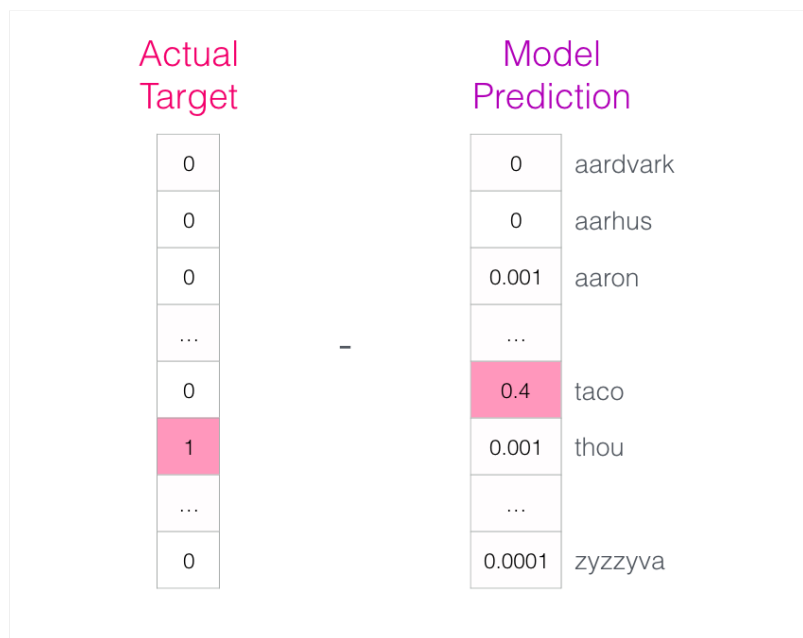 Actual
Target
Model
Prediction
0 0 aardvark
0 0 aarhus
0 0.001 aaron
... ...
-
0 0.4 taco
1 0.001 thou
... ...
0 0.0001 zyzzyva